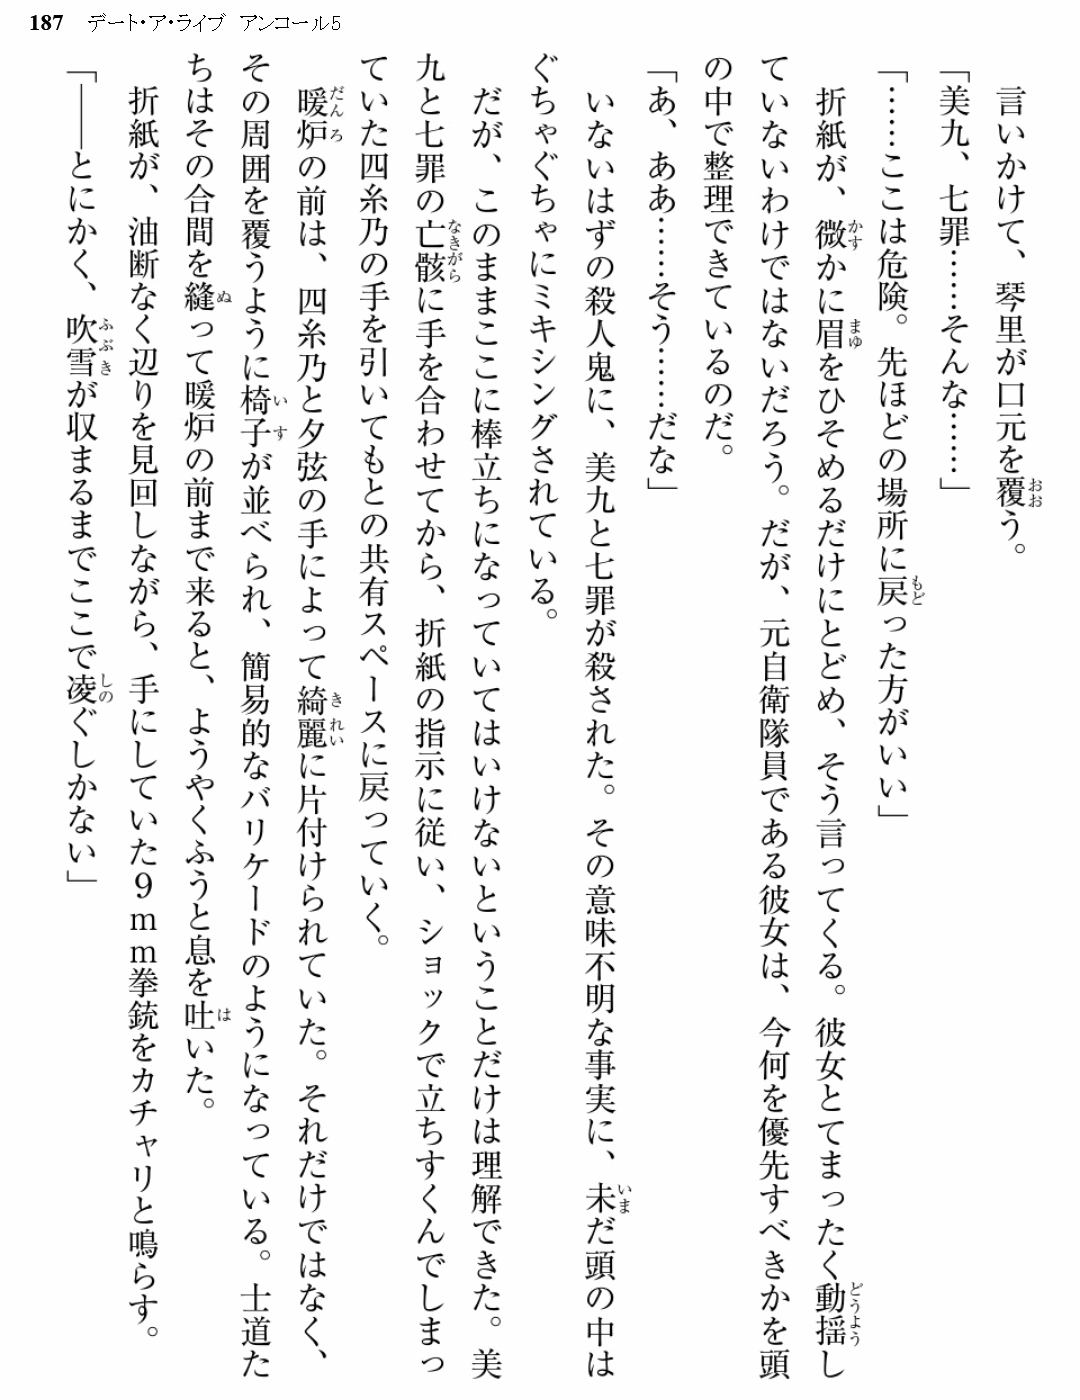 187 デート・ア・ライブ アンコール5
言いかけて、琴里が口元を覆う。
「美九、七罪……そんな……」
「……ここは危険。先ほどの場所に戻った方がいい」
折紙が、微かに眉をひそめるだけにとどめ、そう言ってくる。彼女とてまったく動揺し
ていないわけではないだろう。だが、元自衛隊員である彼女は、今何を優先すべきかを頭
の中で整理できているのだ。
「あ、ああ……そう……だな」
いないはずの殺人鬼に、美九と七罪が殺された。その意味不明な事実に、未だ頭の中は
ぐちゃぐちゃにミキシングされている。
だが、このままここに棒立ちになっていてはいけないということだけは理解できた。美
九と七罪の亡骸に手を合わせてから、折紙の指示に従い、ショックで立ちすくんでしまっ
ていた四糸乃の手を引いてもとの共有スペースに戻っていく。
暖炉の前は、四糸乃と夕弦の手によって綺麗に片付けられていた。それだけではなく、
その周囲を覆うように椅子が並べられ、簡易的なバリケードのようになっている。士道た
ちはその合間を縫って暖炉の前まで来ると、ようやくふうと息を吐いた。
折紙が、油断なく辺りを見回しながら、手にしていた９ｍｍ拳銃をカチャリと鳴らす。
「――とにかく、吹雪が収まるまでここで凌ぐしかない」